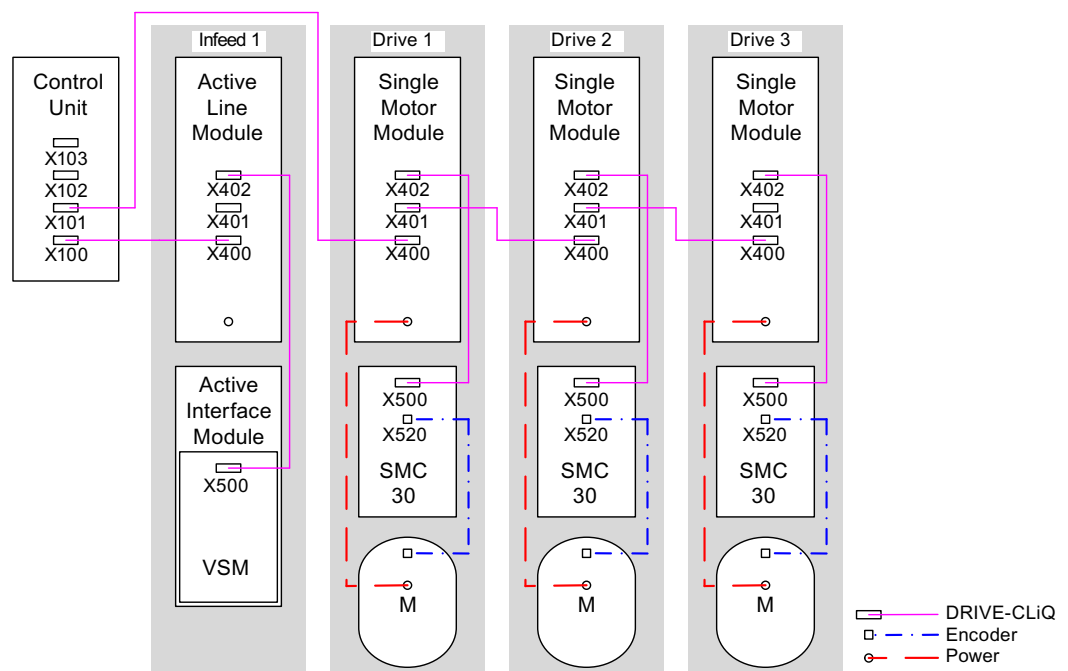 Infeed 1
Drive 1
Drive 2
Drive 3
Control
Unit
X103
X102
X101
X100
Active
Line
Module
X402
X401
X400
Active
Interface
Module
X500
VSM
Single
Motor
Module
X402
X401
X400
X500
X520
SMC
30
M
Single
Motor
Module
X402
X401
X400
X500
X520
SMC
30
M
Single
Motor
Module
X402
X401
X400
X500
X520
SMC
30
M
DRIVE-CLiQ
Encoder
Power